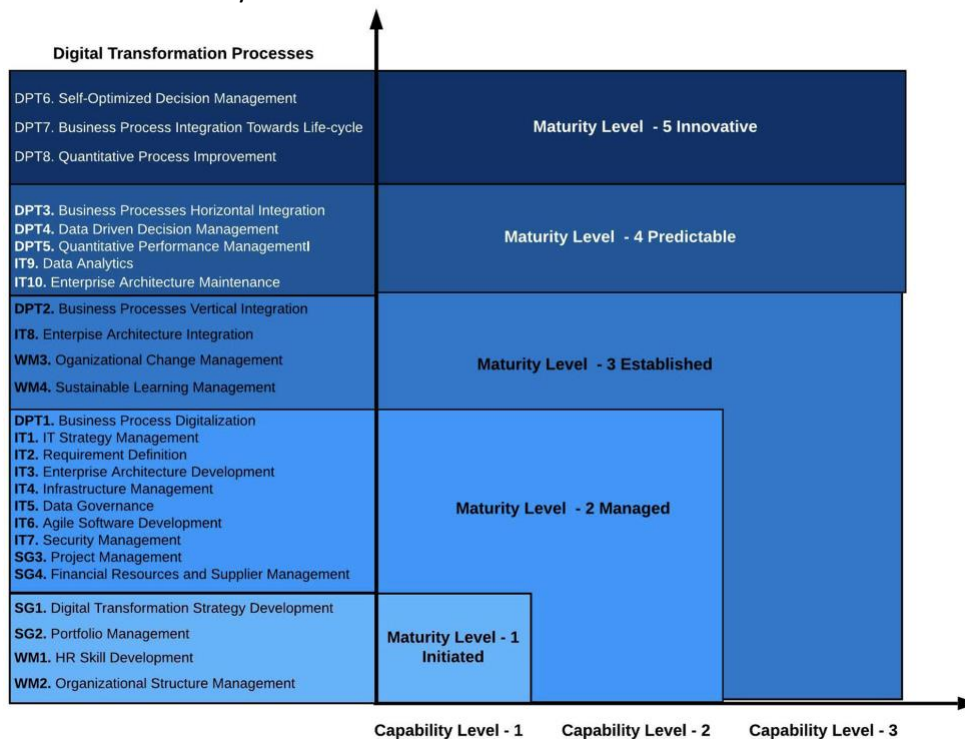 Digital Transformation Processes
DPT6. Self-Optimized Decision Management
DPT7. Business Process Integration Towards Life-cycle
DPT8. Quantitative Process Improvement
Maturity Level - 5 Innovative
DPT3. Business Processes Horizontal Integration
DPT4. Data Driven Decision Management
DPT5. Quantitative Performance Managementl
IT9. Data Analytics
IT10. Enterprise Architecture Maintenance
Maturity Level - 4 Predictable
DPT2. Business Processes Vertical Integration
IT8. Enterpise Architecture Integration
WM3. Oganizational Change Management
WM4. Sustainable Learning Management
Maturity Level - 3 Established
DPT1. Business Process Digitalization
IT1. IT Strategy Management
IT2. Requirement Definition
IT3. Enterprise Architecture Development
IT4. Infrastructure Management
IT5. Data Governance
IT6. Agile Software Development
IT7. Security Management
SG3. Project Management
SG4. Financial Resources and Supplier Management
Maturity Level - 2 Managed
SG1. Digital Transformation Strategy Development
SG2. Portfolio Management
WM1. HR Skill Development
WM2. Organizational Structure Management
Maturity Level - 1
Initiated
Capability Level - 1
Capability Level - 2
Capability Level - 3